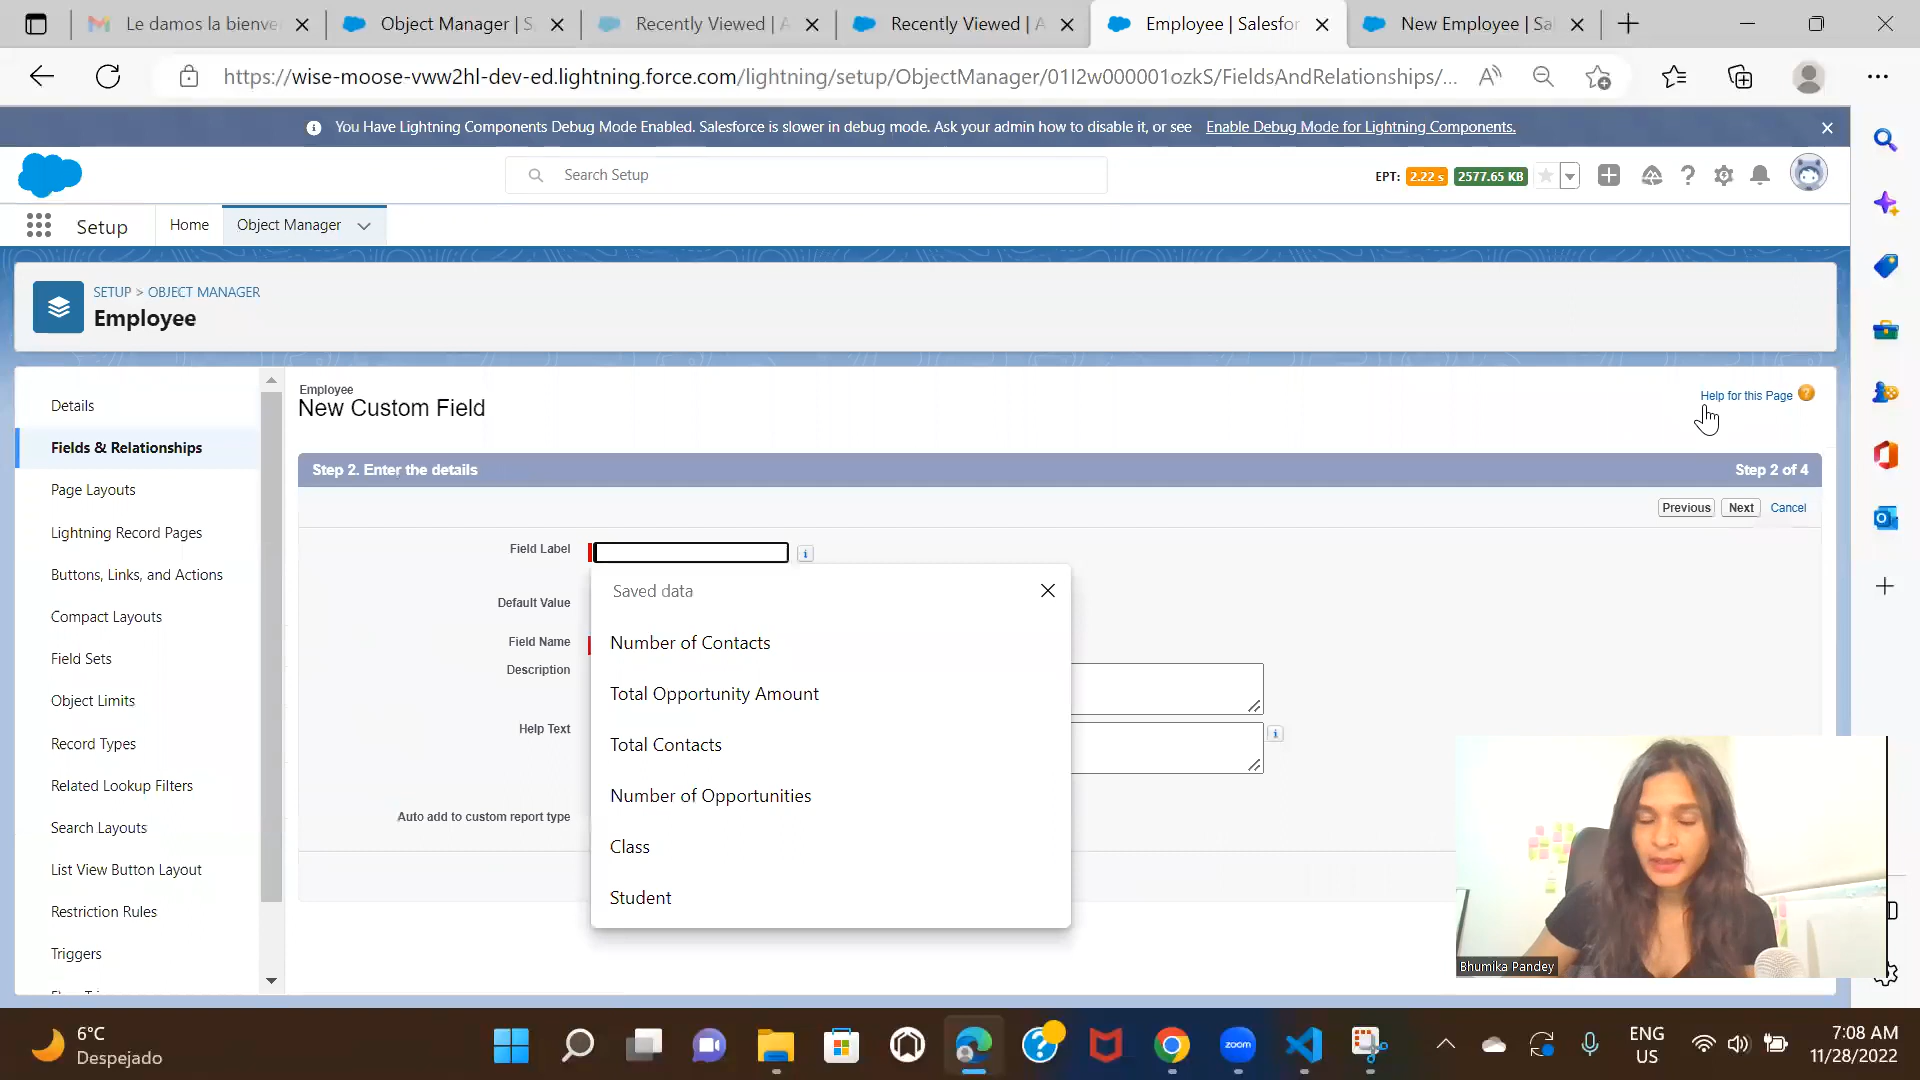 Le damos la bienve
Object Manager | S
Recently Viewed | A
Recently Viewed | A
Employee | Salesfor
New Employee | Sa
https://wise-moose-vww2hl-dev-ed.lightning.force.com/lightning/setup/ObjectManager/01I2w000001ozkS/FieldsAndRelationships/...
You Have Lightning Components Debug Mode Enabled. Salesforce is slower in debug mode. Ask your admin how to disable it, or see Enable Debug Mode for Lightning Components.
Search Setup
EPT: 2.22 s 2577.65 KB
Setup
Home
Object Manager
SETUP > OBJECT MANAGER
Employee
Details
Fields & Relationships
Page Layouts
Lightning Record Pages
Buttons, Links, and Actions
Compact Layouts
Field Sets
Object Limits
Record Types
Related Lookup Filters
Search Layouts
List View Button Layout
Restriction Rules
Triggers
Employee
New Custom Field
Help for this Page
Step 2. Enter the details
Step 2 of 4
Previous
Next
Cancel
Field Label
Default Value
Field Name
Description
Help Text
Auto add to custom report type
Saved data
Number of Contacts
Total Opportunity Amount
Total Contacts
Number of Opportunities
Class
Student
Bhumika Pandey
6°C
Despejado
zoom
ENG
US
7:08 AM
11/28/2022